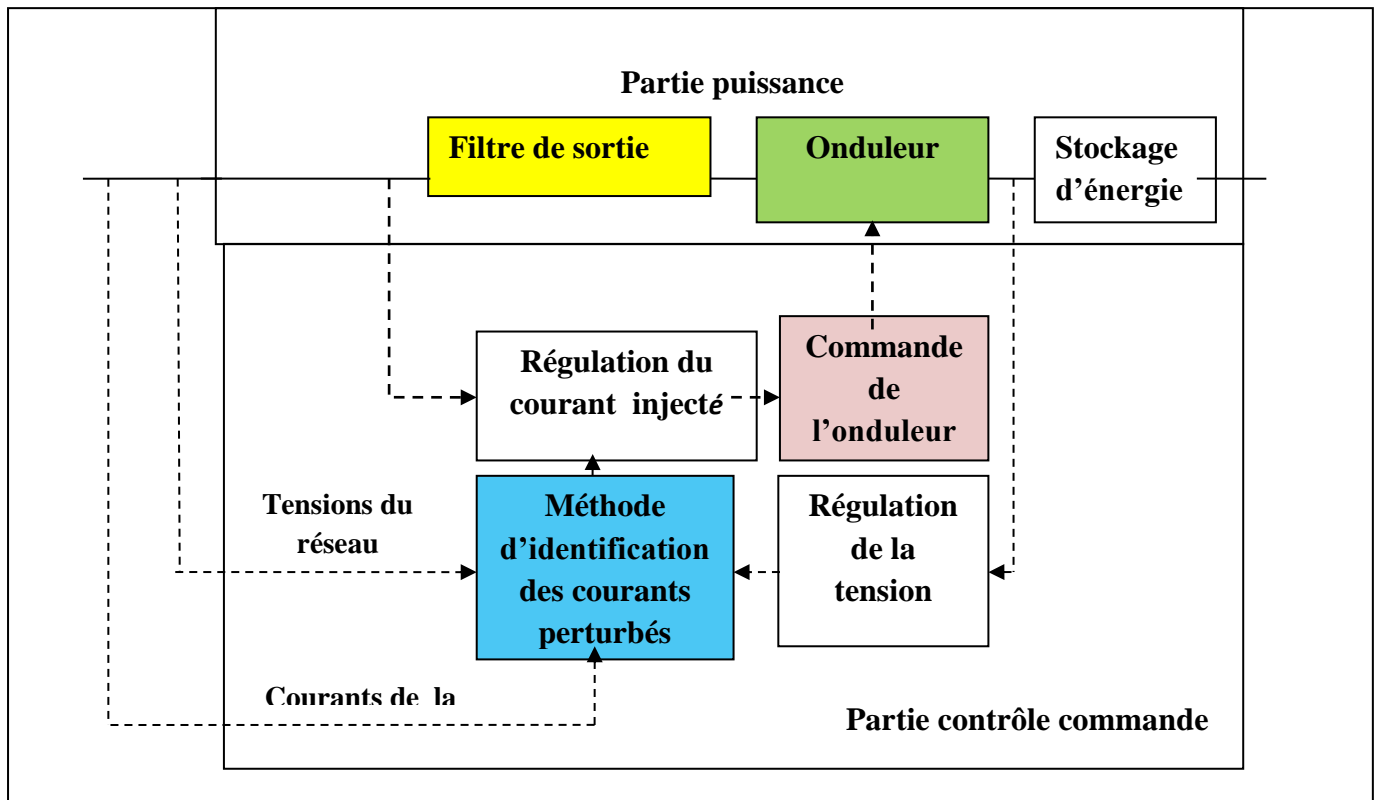 Partie puissance
Filtre de sortie
Onduleur
Stockage
d’énergie
Régulation du
courant injecté
Commande
de
l’onduleur
Tensions du
réseau
Méthode
d’identification
des courants
perturbés
Régulation
de la
tension
Courants de la
Partie contrôle commande